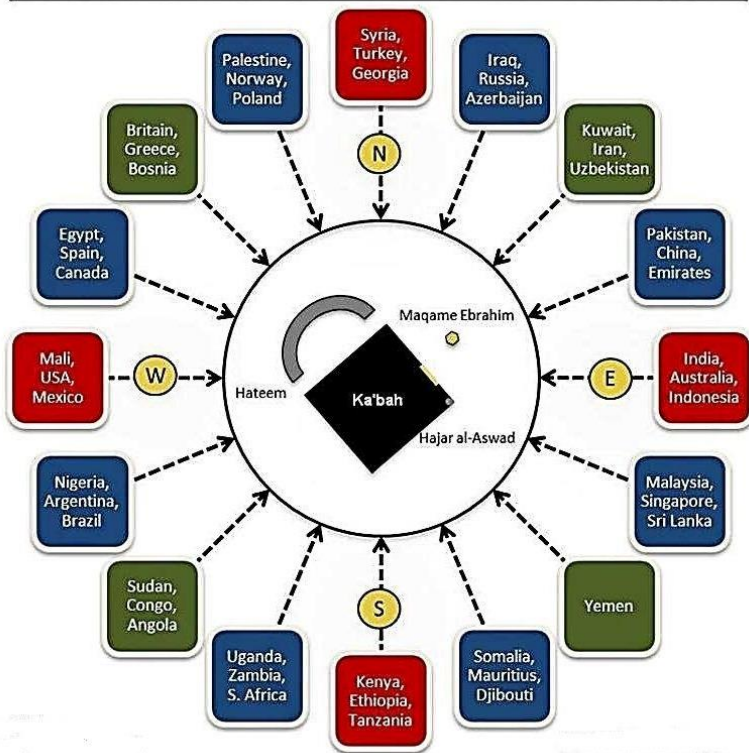 Syria,
Turkey,
Georgia
Palestine,
Norway,
Poland
Iraq,
Russia,
Azerbaijan
Britain,
Greece,
Bosnia
N
Kuwait,
Iran,
Uzbekistan
Egypt,
Spain,
Canada
Pakistan,
China,
Emirates
Maqame Ebrahim
Mali,
USA,
Mexico
W
Hateem
Ka'bah
E
India,
Australia,
Indonesia
Hajar al-Aswad
Nigeria,
Argentina,
Brazil
Malaysia,
Singapore,
Sri Lanka
Sudan,
Congo,
Angola
S
Yemen
Uganda,
Zambia,
S. Africa
Kenya,
Ethiopia,
Tanzania
Somalia,
Mauritius,
Djibouti